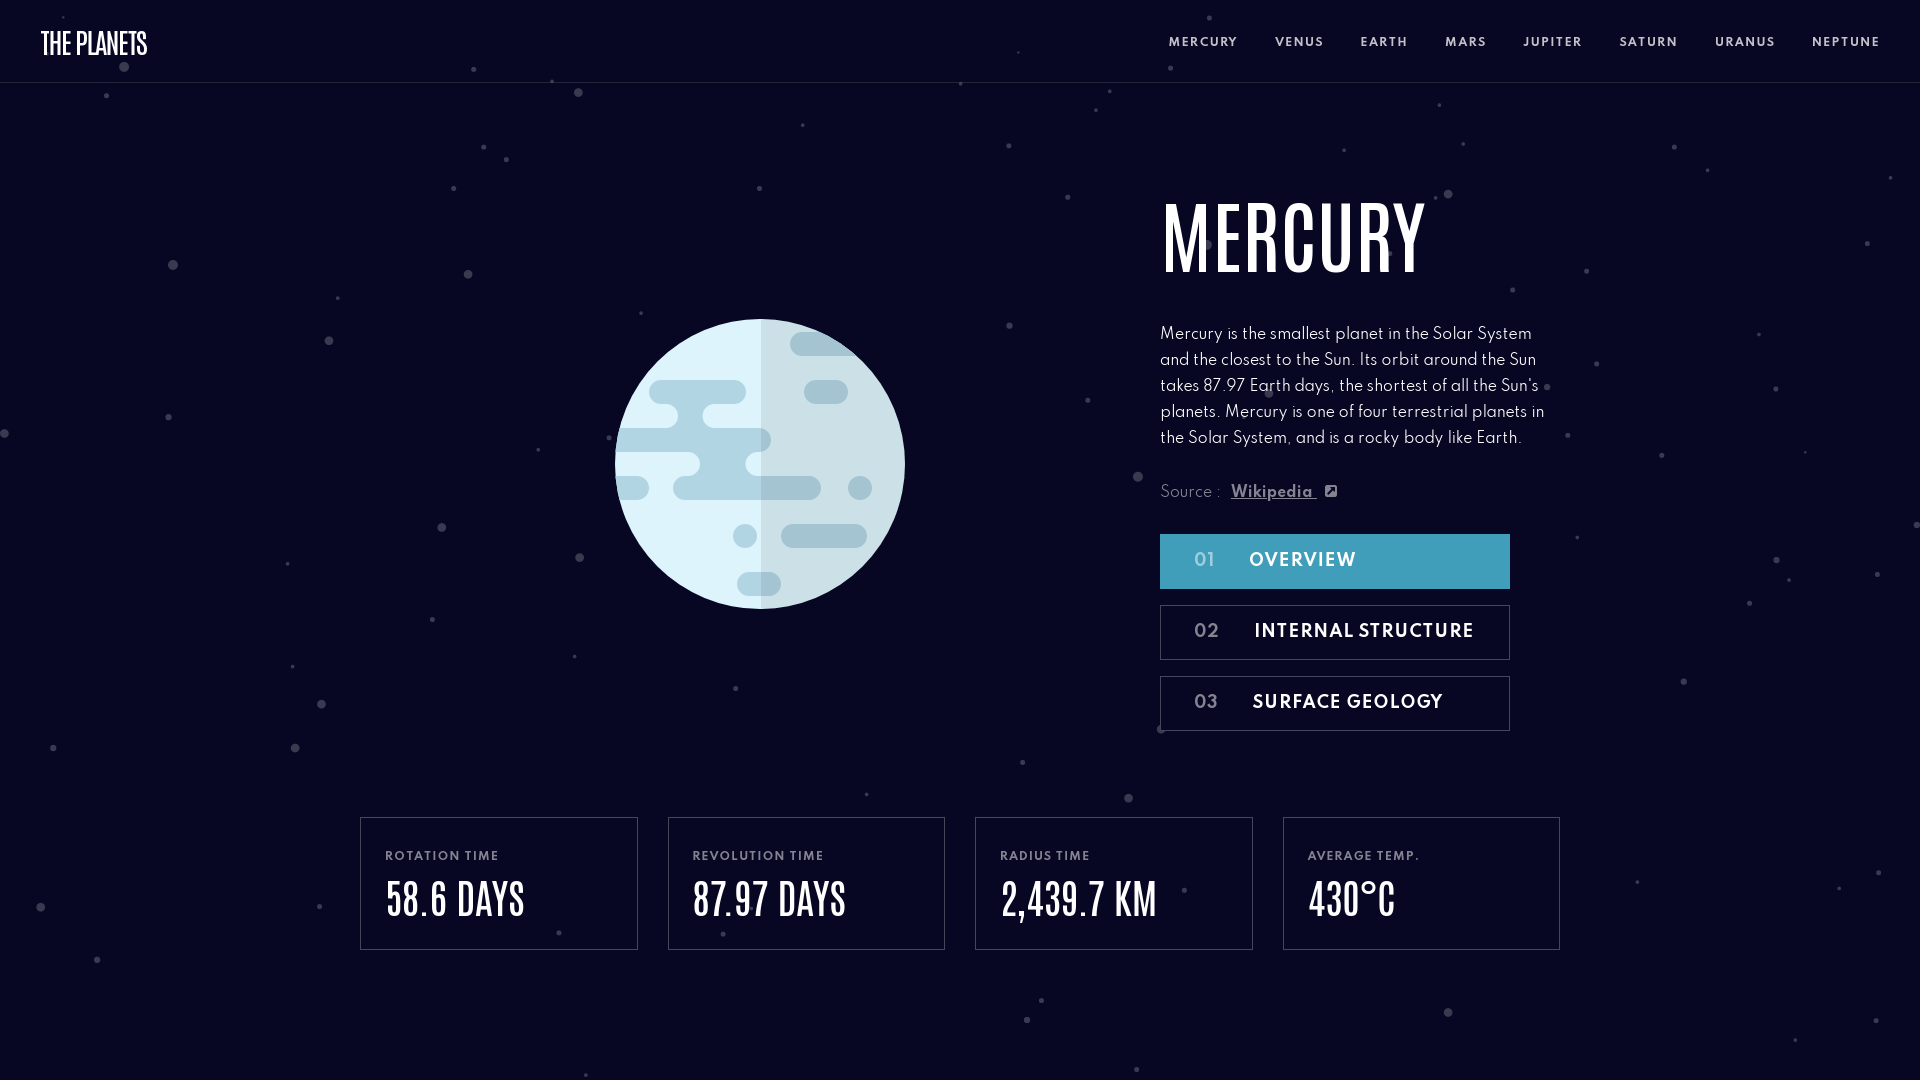 THE PLANETS
MERCURY VENUS EARTH MARS JUPITER SATURN URANUS NEPTUNE
MERCURY
Mercury is the smallest planet in the Solar System
and the closest to the Sun. Its orbit around the Sun
takes 87.97 Earth days, the shortest of all the Sun's
planets. Mercury is one of four terrestrial planets in
the Solar System, and is a rocky body like Earth.
Source : Wikipedia
01 OVERVIEW
02 INTERNAL STRUCTURE
03 SURFACE GEOLOGY
ROTATION TIME
58.6 DAYS
REVOLUTION TIME
87.97 DAYS
RADIUS TIME
2,439.7 KM
AVERAGE TEMP.
430°C